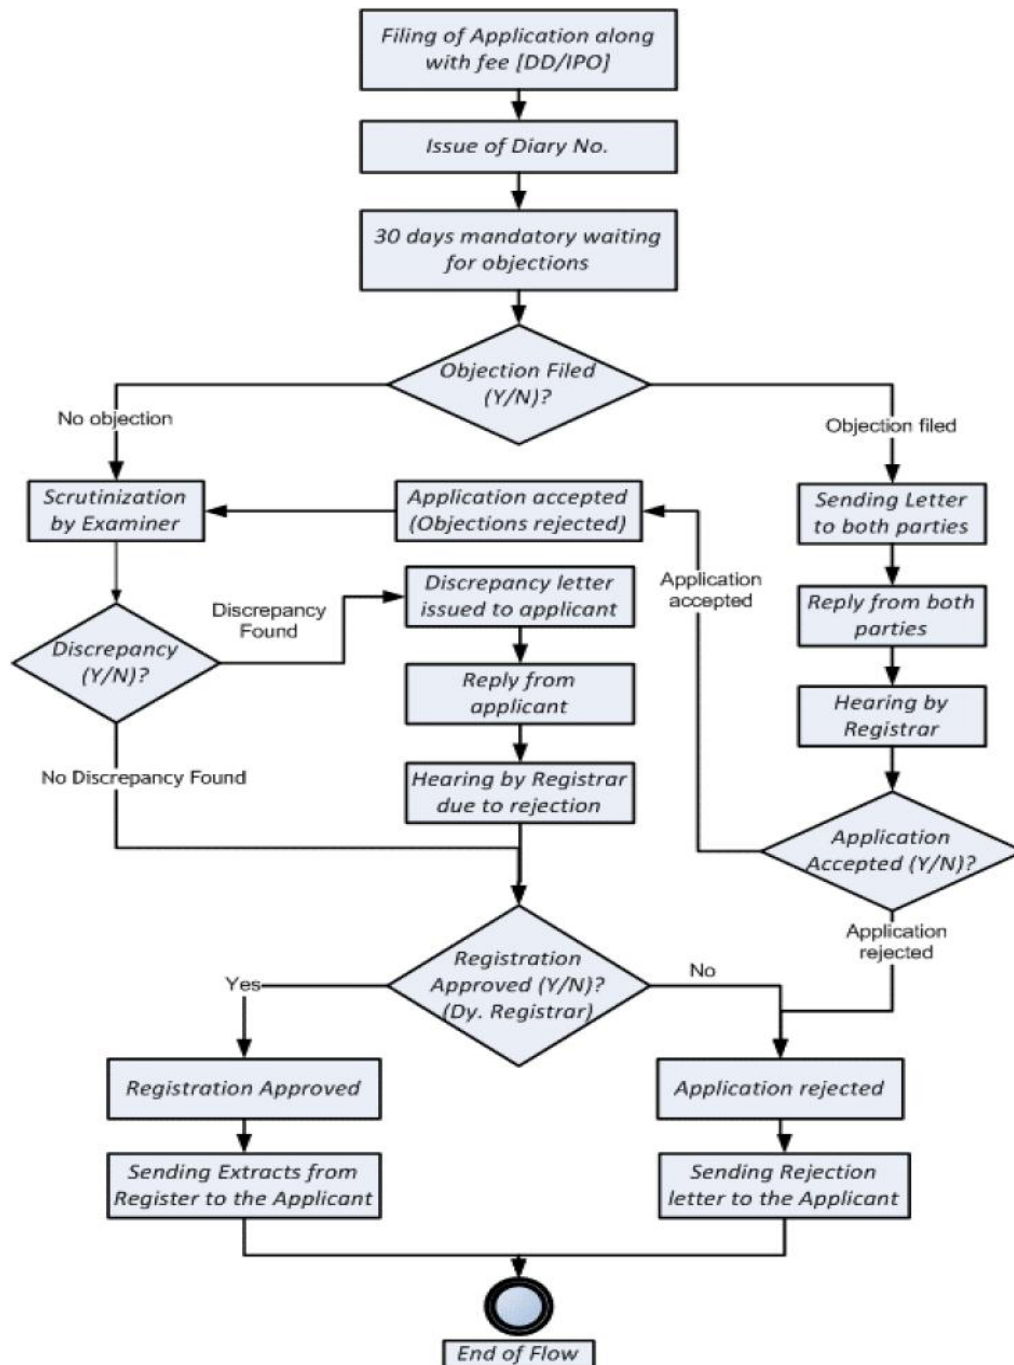 Filing of Application along
with fee [DD/IPO]
Issue of Diary No.
30 days mandatory waiting
for objections
Objection Filed
(Y/N)?
No objection
Objection filed
Scrutinization
by Examiner
Application accepted
(Objections rejected)
Sending Letter
to both parties
Application
accepted
Discrepancy letter
issued to applicant
Discrepancy
Found
Reply from both
parties
Discrepancy
(Y/N)?
Reply from
applicant
Hearing by
Registrar
No Discrepancy Found
Hearing by Registrar
due to rejection
Application
Accepted (Y/N)?
Application
rejected
Registration
Approved (Y/N)?
(Dy. Registrar)
Yes
No
Registration Approved
Application rejected
Sending Extracts from
Register to the Applicant
Sending Rejection
letter to the Applicant
End of Flow